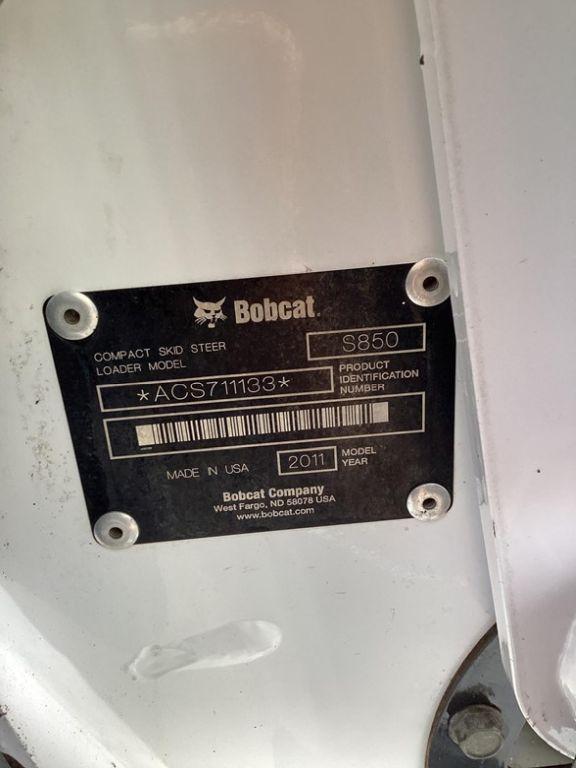 Bobcat.
COMPACT SKID STEER
LOADER MODEL
S850
*ACS711133*
PRODUCT
IDENTIFICATION
NUMBER
MADE IN USA
2011
MODEL
YEAR
Bobcat Company
West Fargo, ND 58078 USA
www.bobcat.com